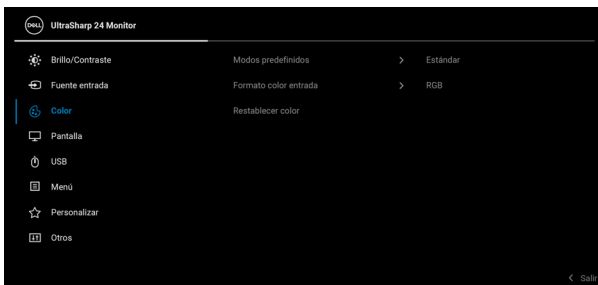 DELL UltraSharp 24 Monitor
Brillo/Contraste Modos predefinidos > Estándar
Fuente entrada Formato color entrada > RGB
Color Restablecer color
Pantalla
USB
Menú
Personalizar
Otros
< Salir